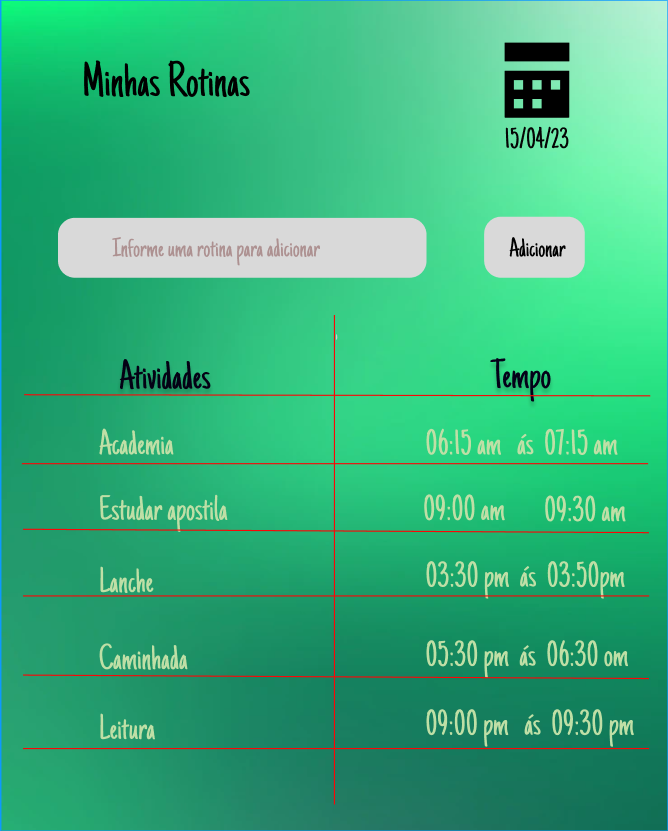 Minhas Rotinas
15/04/23
Informe uma rotina para adicionar
Adicionar
Atividades Tempo
Academia 06:15 am ás 07:15 am
Estudar apostila 09:00 am 09:30 am
Lanche 03:30 pm ás 03:50pm
Caminhada 05:30 pm ás 06:30 om
Leitura 09:00 pm ás 09:30 pm